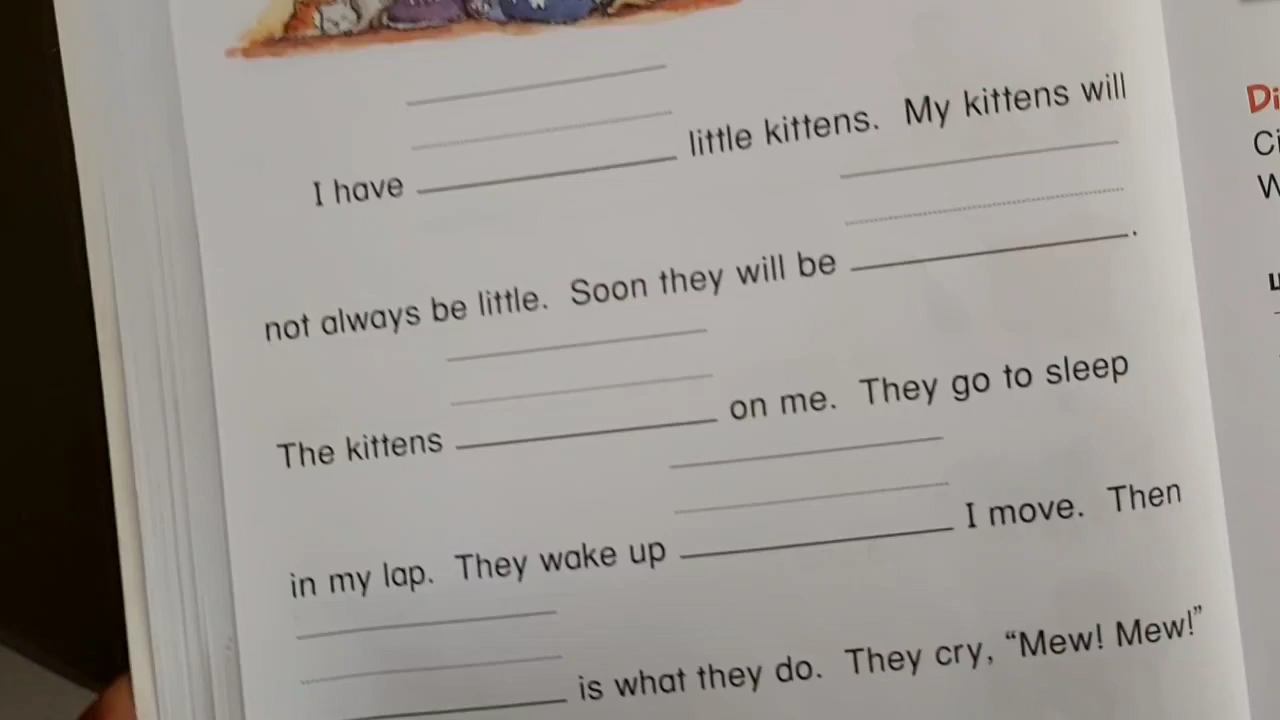 I have little kittens. My kittens will
not always be little. Soon they will be .
The kittens on me. They go to sleep
in my lap. They wake up I move. Then
is what they do. They cry, “Mew! Mew!”
Di
Ci
W